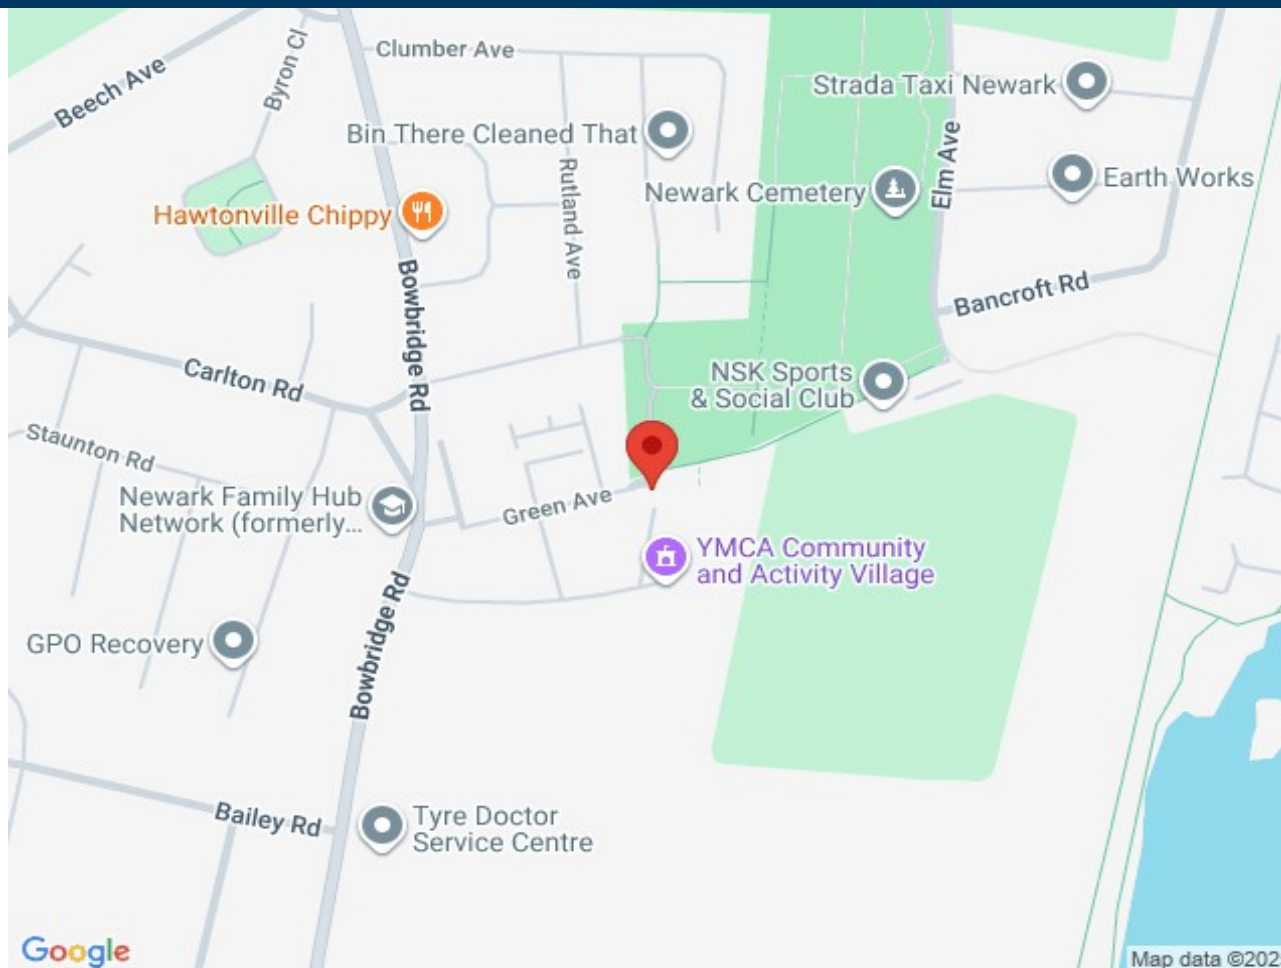 Clumber Ave
Byron Cl
Beech Ave
Strada Taxi Newark
Bin There Cleaned That
Rutland Ave
Elm Ave
Newark Cemetery
Earth Works
Hawtonville Chippy
Bowbridge Rd
Bancroft Rd
Carlton Rd
NSK Sports
& Social Club
Staunton Rd
Newark Family Hub
Network (formerly...
Green Ave
YMCA Community
and Activity Village
GPO Recovery
Bowbridge Rd
Bailey Rd
Tyre Doctor
Service Centre
Google
Map data ©202